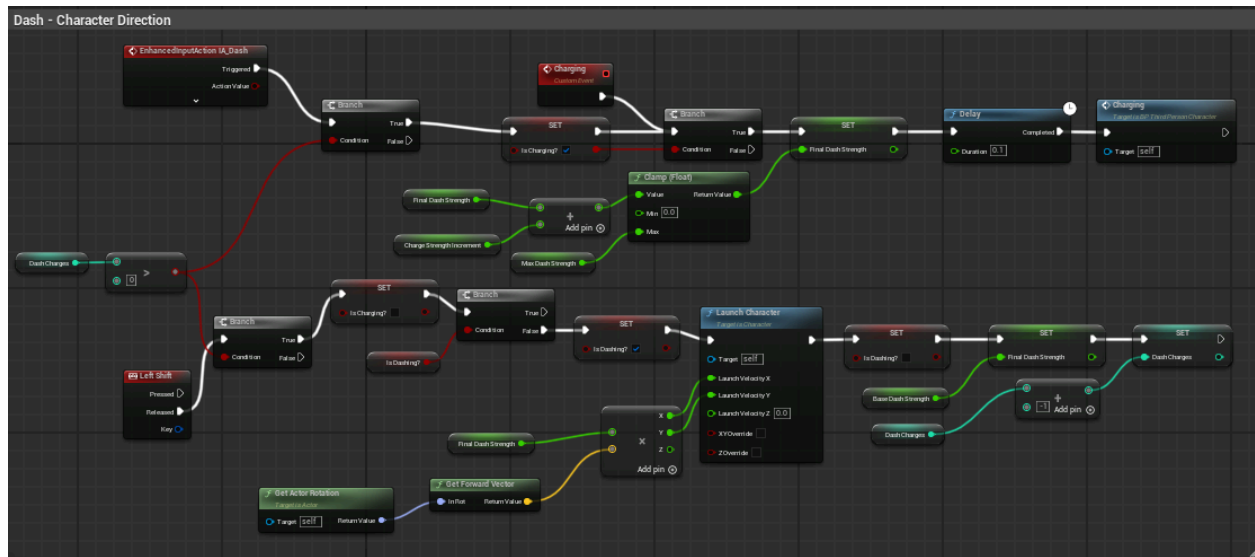 Dash - Character Direction
EnhancedInputAction IA_Dash
Triggered
Action Value
Branch
True
Condition
False
Charging
Custom Event
SET
Is Charging?
Branch
True
Condition
False
SET
Final Dash Strength
Delay
Completed
Duration 0.1
Charging
Target is BP Third Person Character
Target self
Final Dash Strength
Charge Strength Increment
+
Add pin
Clamp (Float)
Value
Return Value
Min 0.0
Max
Max Dash Strength
Dash Charges
0
>
Left Shift
Pressed
Released
Key
Branch
True
Condition
False
SET
Is Charging?
Is Dashing?
Branch
True
Condition
False
SET
Is Dashing?
Launch Character
Target is Character
Target self
Launch Velocity X
Launch Velocity Y
Launch Velocity Z 0.0
XYOverride
ZOverride
SET
Is Dashing?
SET
Final Dash Strength
SET
Dash Charges
Base Dash Strength
Dash Charges
+
-1
Add pin
Final Dash Strength
X
Y
Z
×
Add pin
Get Actor Rotation
Target is Actor
Target self
Return Value
Get Forward Vector
In Rot
Return Value